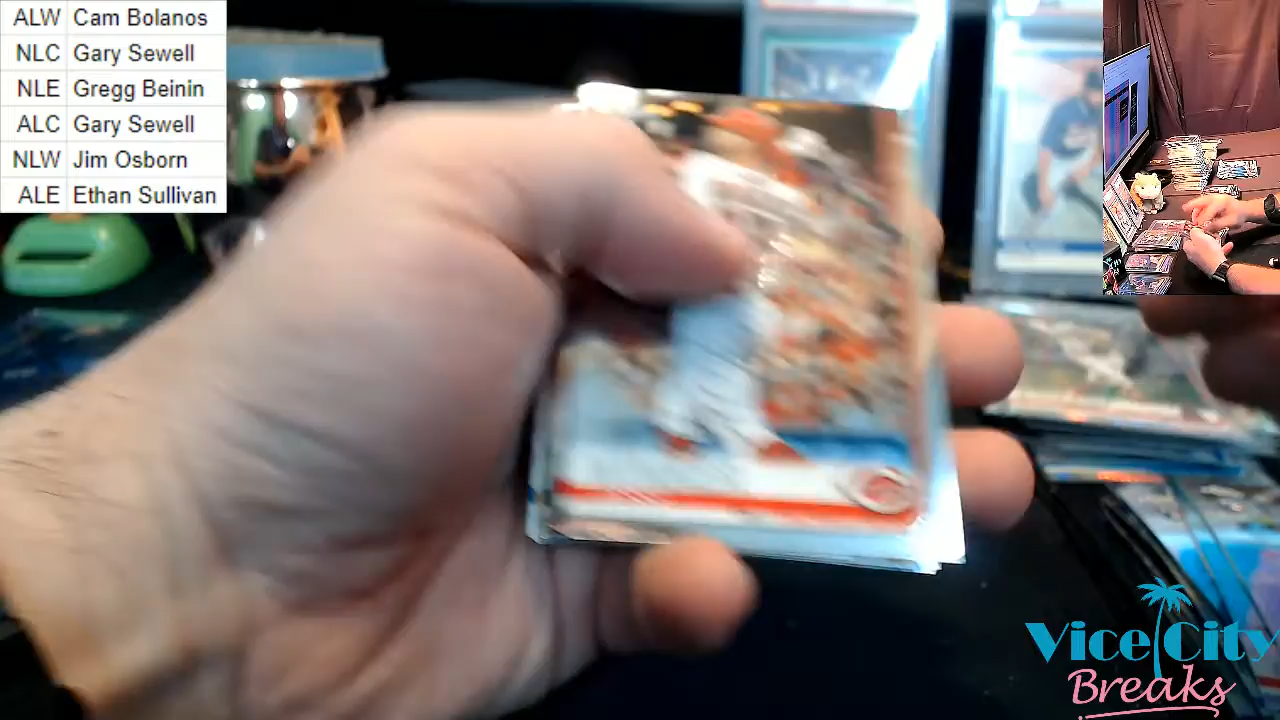 ALW Cam Bolanos
NLC Gary Sewell
NLE Gregg Beinin
ALC Gary Sewell
NLW Jim Osborn
ALE Ethan Sullivan
Vice City
Breaks